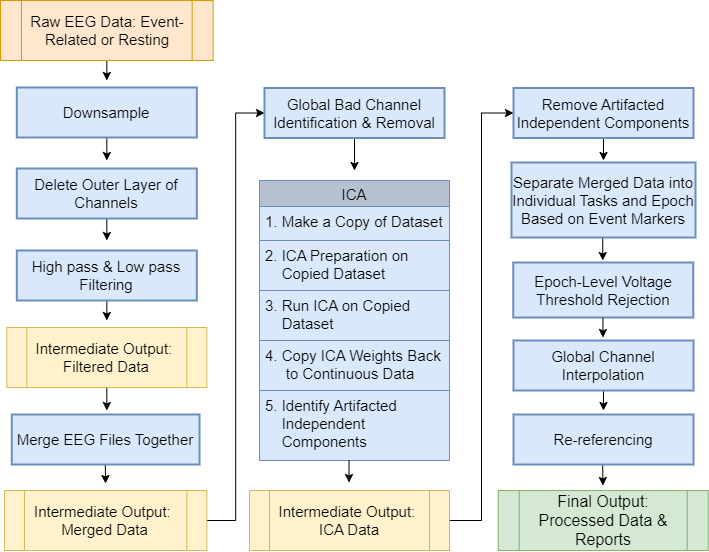 Raw EEG Data: Event-
Related or Resting
Downsample
Delete Outer Layer of
Channels
High pass & Low pass
Filtering
Intermediate Output:
Filtered Data
Merge EEG Files Together
Intermediate Output:
Merged Data
Global Bad Channel
Identification & Removal
ICA
1. Make a Copy of Dataset
2. ICA Preparation on
Copied Dataset
3. Run ICA on Copied
Dataset
4. Copy ICA Weights Back
to Continuous Data
5. Identify Artifacted
Independent
Components
Intermediate Output:
ICA Data
Remove Artifacted
Independent Components
Separate Merged Data into
Individual Tasks and Epoch
Based on Event Markers
Epoch-Level Voltage
Threshold Rejection
Global Channel
Interpolation
Re-referencing
Final Output:
Processed Data &
Reports